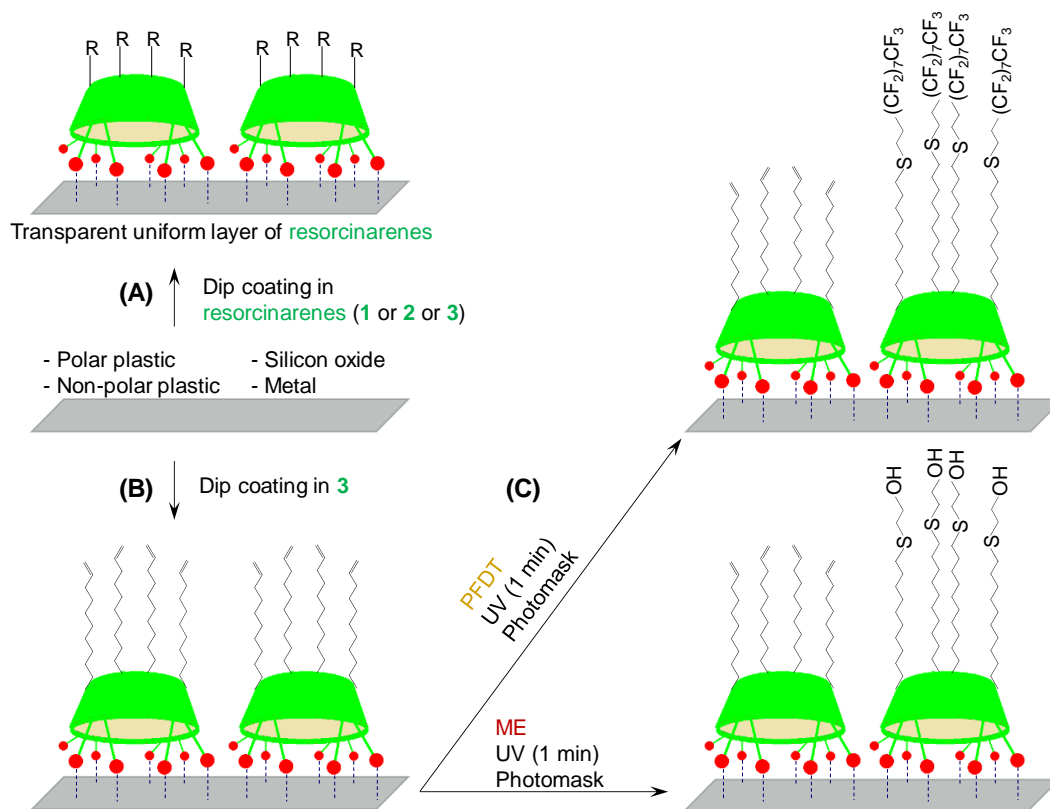 R R R R
R R R R
Transparent uniform layer of resorcinarenes
(A)
Dip coating in
resorcinarenes (1 or 2 or 3)
- Polar plastic
- Non-polar plastic
- Silicon oxide
- Metal
(B)
Dip coating in 3
(C)
PFDT
UV (1 min)
Photomask
ME
UV (1 min)
Photomask
(CF2)7CF3
(CF2)7CF3
(CF2)7CF3
(CF2)7CF3
S S S S
OH OH OH OH
S S S S